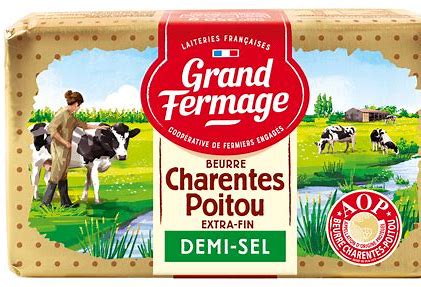 LAITERIES FRANÇAISES
Grand
Fermage
COOPÉRATIVE DE FERMIERS ENGAGÉS
BEURRE
Charentes
Poitou
EXTRA-FIN
DEMI-SEL
AOP
BEURRE CHARENTES-POITOU